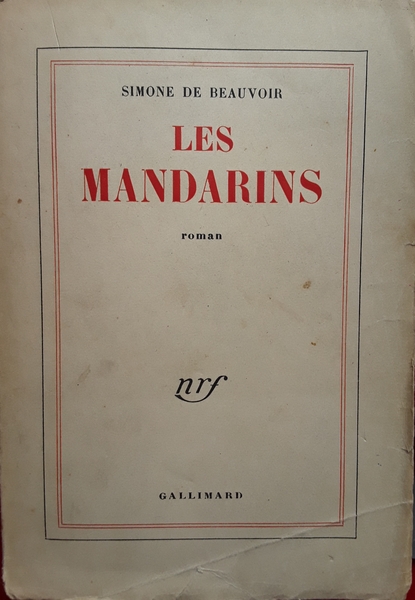 SIMONE DE BEAUVOIR
LES
MANDARINS
roman
nrf
GALLIMARD